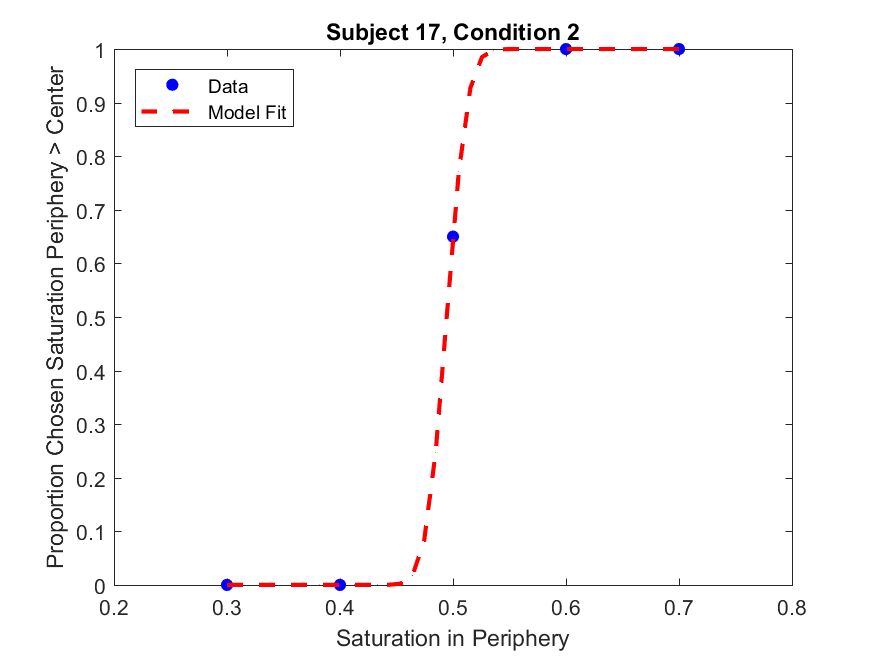 Subject 17, Condition 2
Data
Model Fit
Proportion Chosen Saturation Periphery > Center
1
0.9
0.8
0.7
0.6
0.5
0.4
0.3
0.2
0.1
0
0.2 0.3 0.4 0.5 0.6 0.7 0.8
Saturation in Periphery